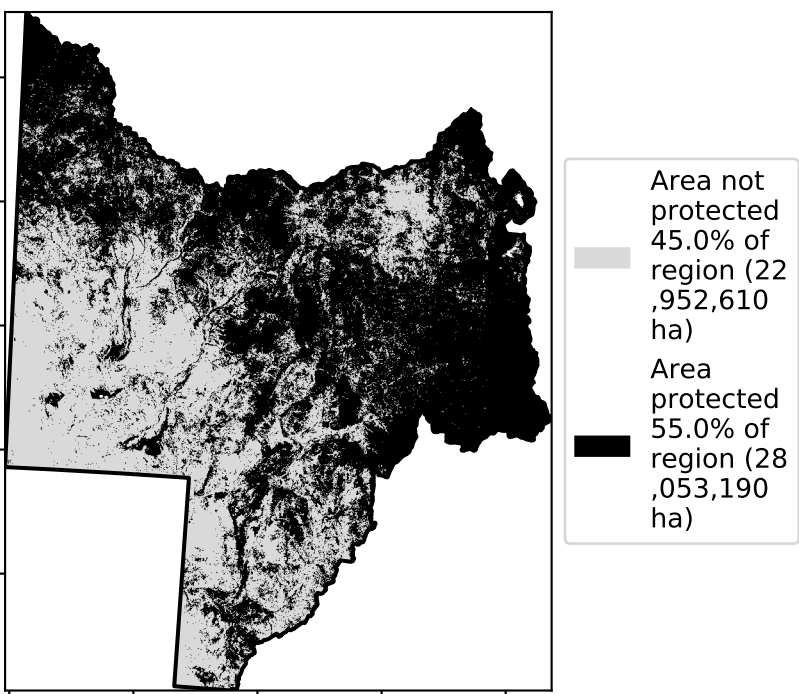 Area not
protected
45.0% of
region (22
,952,610
ha)
Area
protected
55.0% of
region (28
,053,190
ha)